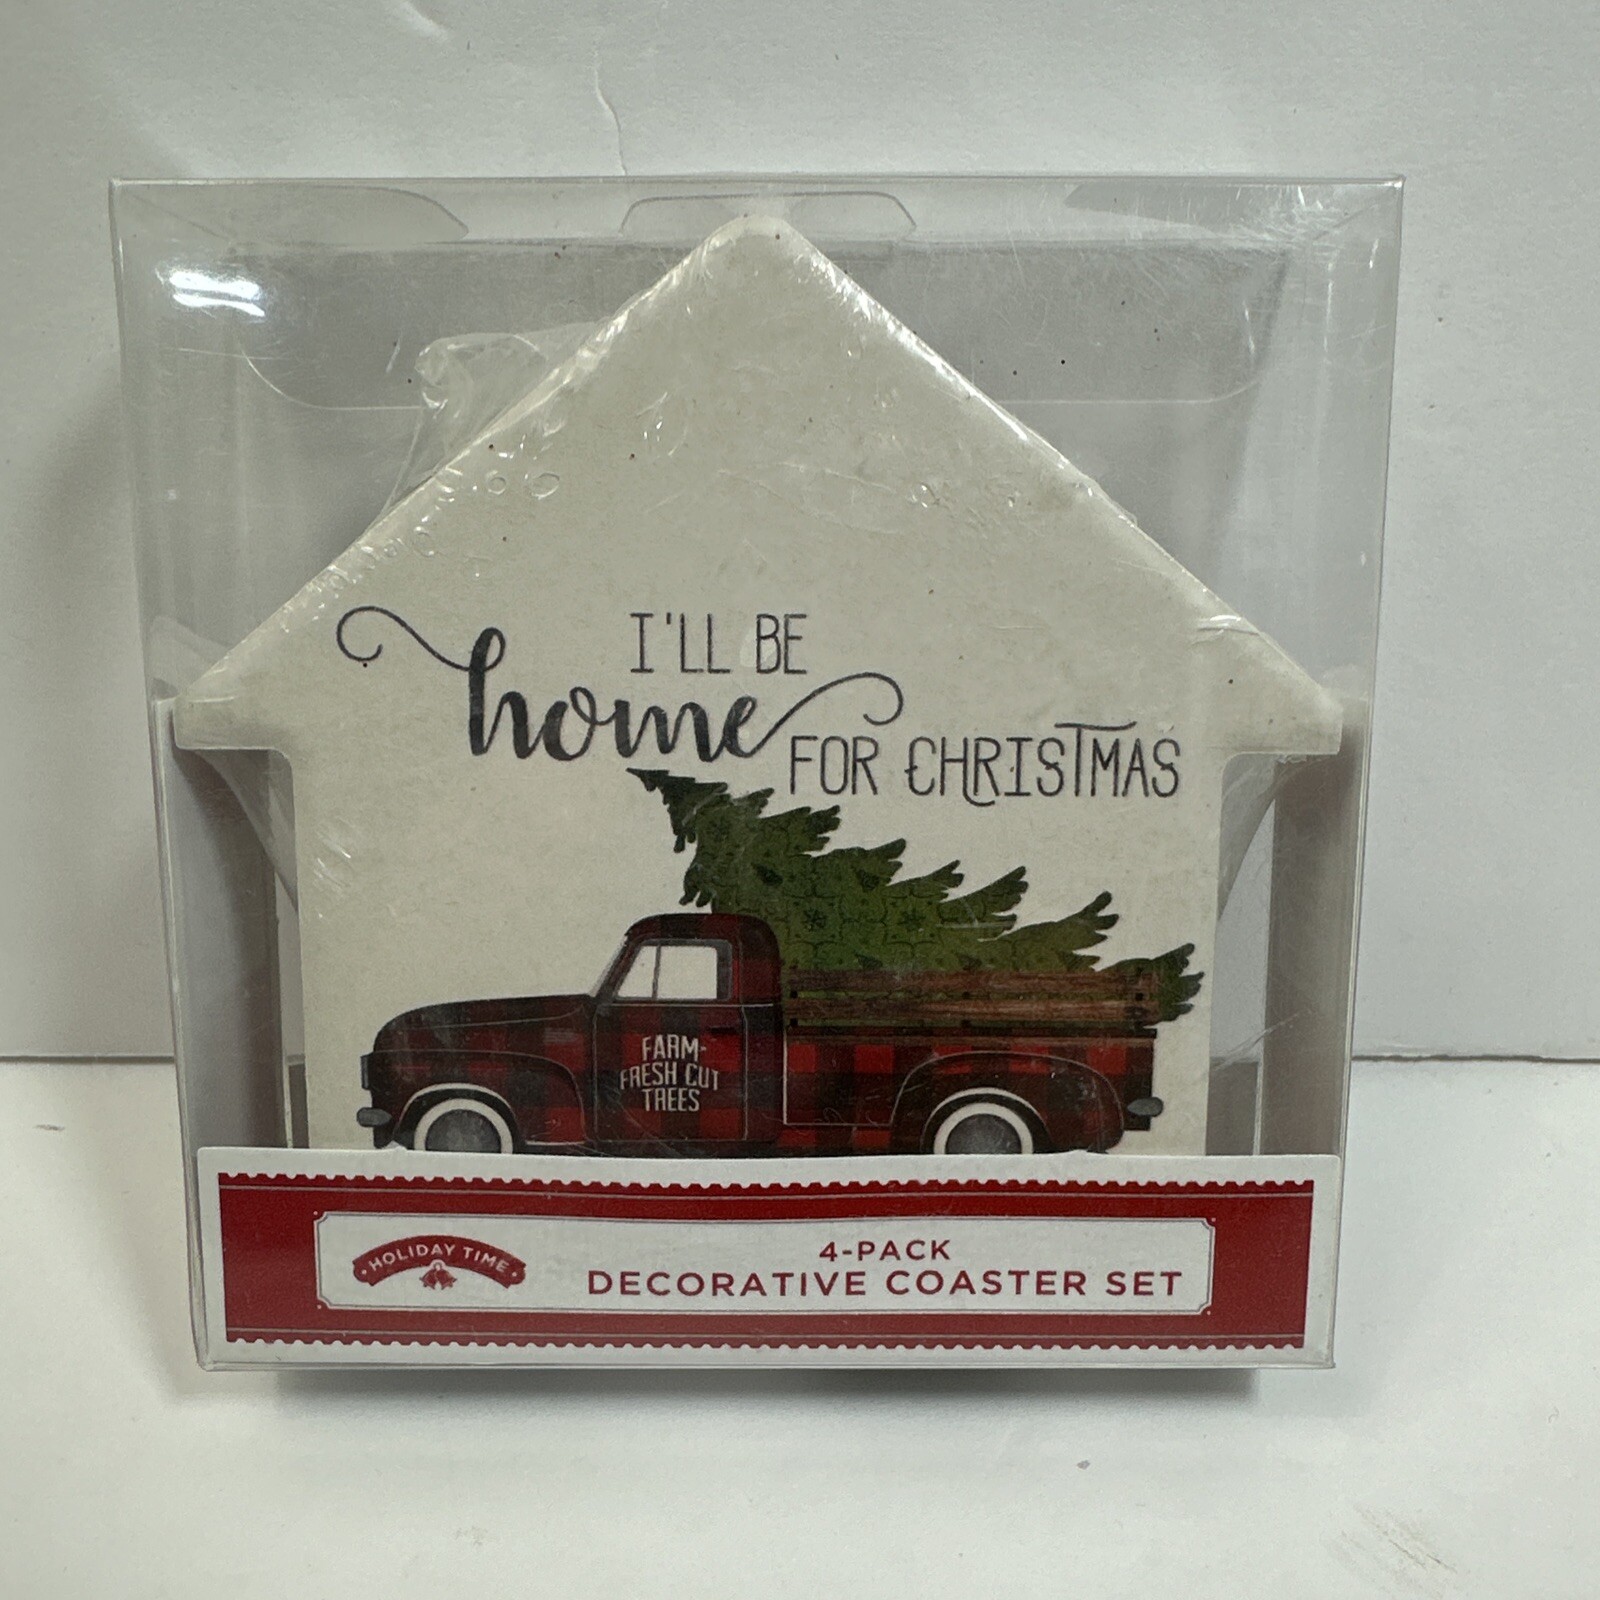 I'LL BE
home
FOR CHRISTMAS
FARM-
FRESH CUT
TREES
HOLIDAY TIME
4-PACK
DECORATIVE COASTER SET